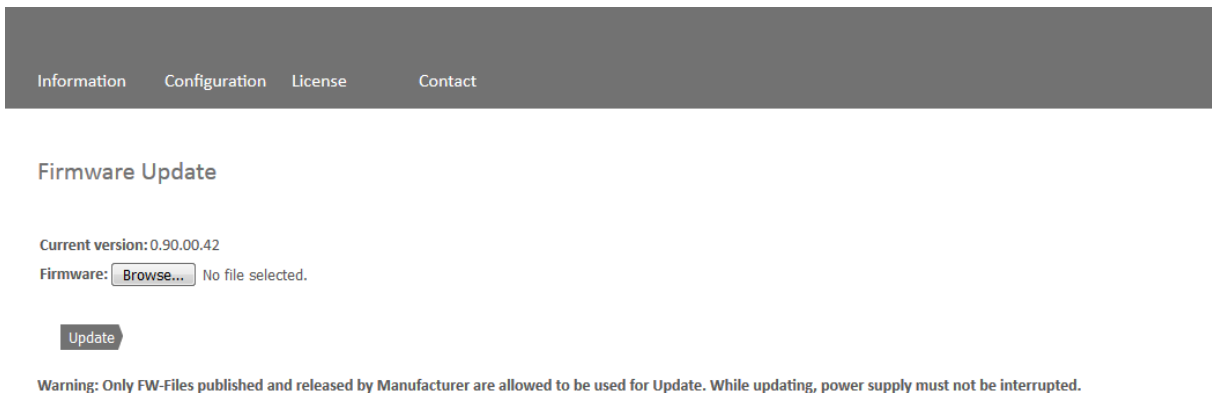 Information Configuration License Contact
Firmware Update
Current version: 0.90.00.42
Firmware: Browse... No file selected.
Update
Warning: Only FW-Files published and released by Manufacturer are allowed to be used for Update. While updating, power supply must not be interrupted.